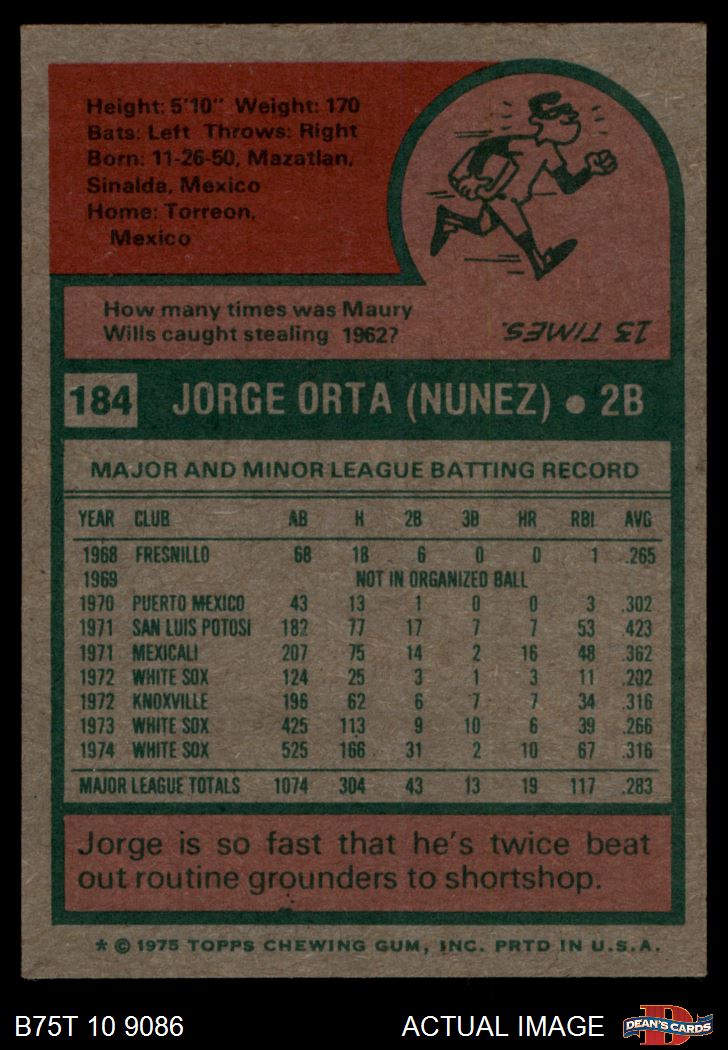 Height: 5'10" Weight: 170
Bats: Left Throws: Right
Born: 11-26-50, Mazatlan,
Sinalda, Mexico
Home: Torreon,
Mexico
How many times was Maury
Wills caught stealing 1962?
13 TIMES.
184 JORGE ORTA (NUNEZ) • 2B
MAJOR AND MINOR LEAGUE BATTING RECORD
YEAR CLUB AB H 2B 3B HR RBI AVG
1968 FRESNILLO 68 18 6 0 0 1 .265
1969 NOT IN ORGANIZED BALL
1970 PUERTO MEXICO 43 13 1 0 0 3 .302
1971 SAN LUIS POTOSI 182 77 17 7 7 53 .423
1971 MEXICALI 207 75 14 2 16 48 .362
1972 WHITE SOX 124 25 3 1 3 11 .202
1972 KNOXVILLE 196 62 6 7 7 34 .316
1973 WHITE SOX 425 113 9 10 6 39 .266
1974 WHITE SOX 525 166 31 2 10 67 .316
MAJOR LEAGUE TOTALS 1074 304 43 13 19 117 .283
Jorge is so fast that he's twice beat
out routine grounders to shortshop.
* © 1975 TOPPS CHEWING GUM, INC. PRTD IN U.S.A.
B75T 10 9086 ACTUAL IMAGE
D
DEAN'S CARDS